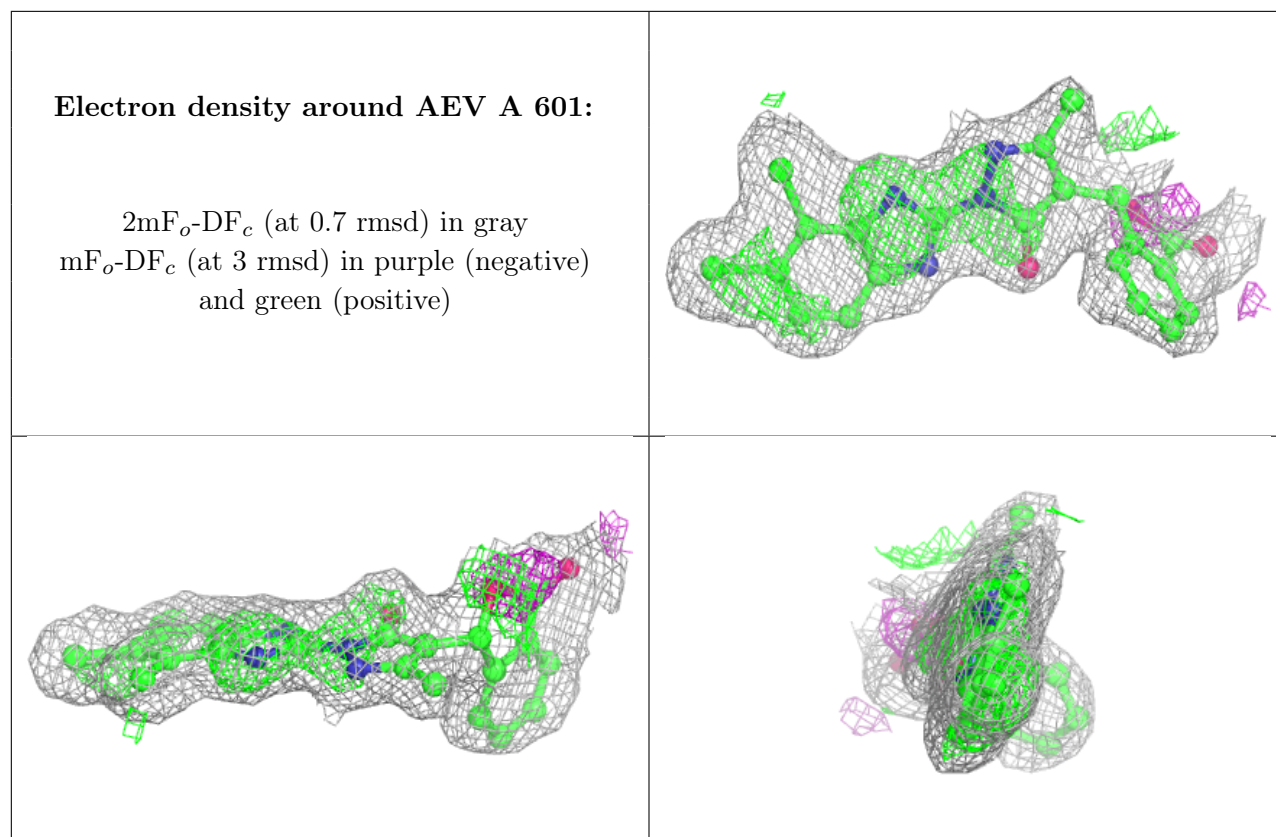 Electron density around AEV A 601:
2mFₒ-DF𝒸 (at 0.7 rmsd) in gray
mFₒ-DF𝒸 (at 3 rmsd) in purple (negative)
and green (positive)